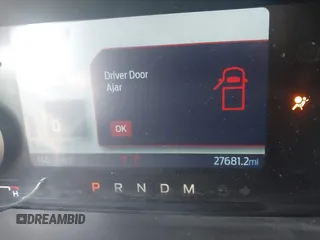 Driver Door
Ajar
OK
27681.2mi
P R N D M
H
DREAMBID